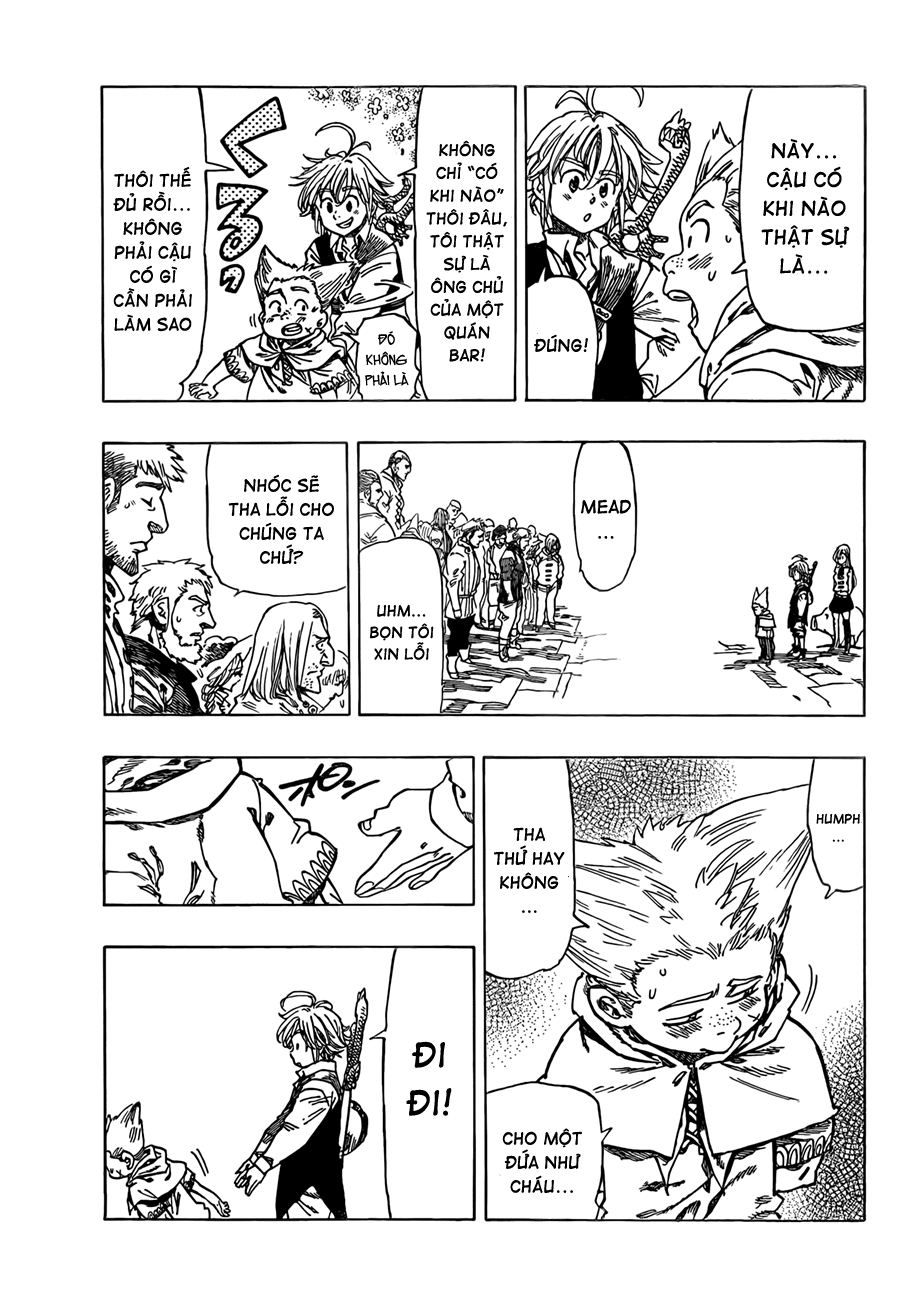 NÀY...
CẬU CÓ
KHI NÀO
THẬT SỰ
LÀ...
ĐÚNG!
KHÔNG
CHỈ “CÓ
KHI NÀO”
THÔI ĐÂU,
TÔI THẬT
SỰ LÀ
ÔNG CHỦ
CỦA MỘT
QUÁN
BAR!
くるっ
ĐÓ
KHÔNG
PHẢI LÀ
THÔI THẾ
ĐỦ RỒI...
KHÔNG
PHẢI CẬU
CÓ GÌ
CẦN PHẢI
LÀM SAO
MEAD
...
UHM...
BỌN TÔI
XIN LỖI
NHÓC SẼ
THA LỖI CHO
CHÚNG TA
CHỨ?
HUMPH
...
THA
THỨ HAY
KHÔNG
...
CHO MỘT
ĐỨA NHƯ
CHÁU...
ĐI
ĐI!